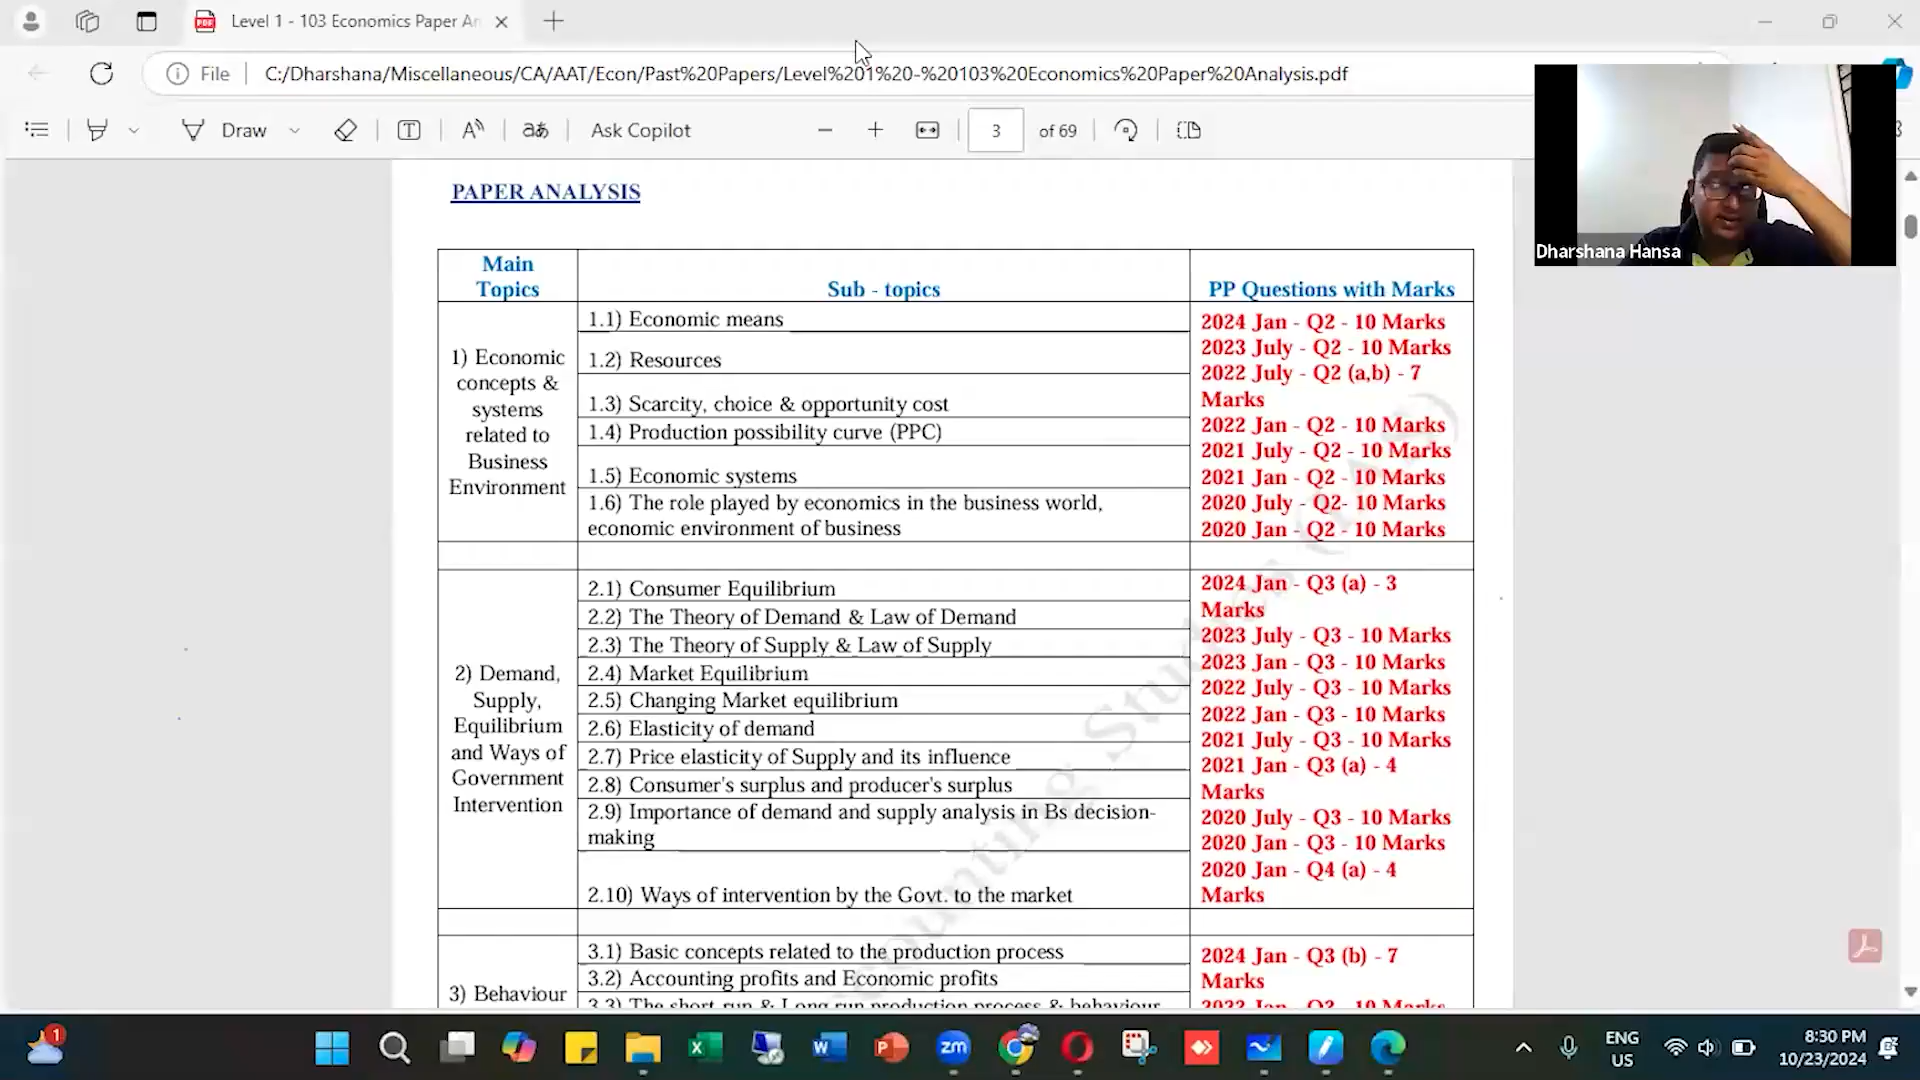 Level 1 - 103 Economics Paper An
File
C:/Dharshana/Miscellaneous/CA/AAT/Econ/Past%20Papers/Level%201%20-%20103%20Economics%20Paper%20Analysis.pdf
Draw
Ask Copilot
3
of 69
Dharshana Hansa
PAPER ANALYSIS
Main
Topics
Sub - topics
PP Questions with Marks
1) Economic
concepts &
systems
related to
Business
Environment
1.1) Economic means
1.2) Resources
1.3) Scarcity, choice & opportunity cost
1.4) Production possibility curve (PPC)
1.5) Economic systems
1.6) The role played by economics in the business world,
economic environment of business
2024 Jan - Q2 - 10 Marks
2023 July - Q2 - 10 Marks
2022 July - Q2 (a,b) - 7
Marks
2022 Jan - Q2 - 10 Marks
2021 July - Q2 - 10 Marks
2021 Jan - Q2 - 10 Marks
2020 July - Q2- 10 Marks
2020 Jan - Q2 - 10 Marks
2) Demand,
Supply,
Equilibrium
and Ways of
Government
Intervention
2.1) Consumer Equilibrium
2.2) The Theory of Demand & Law of Demand
2.3) The Theory of Supply & Law of Supply
2.4) Market Equilibrium
2.5) Changing Market equilibrium
2.6) Elasticity of demand
2.7) Price elasticity of Supply and its influence
2.8) Consumer's surplus and producer's surplus
2.9) Importance of demand and supply analysis in Bs decision-
making
2.10) Ways of intervention by the Govt. to the market
2024 Jan - Q3 (a) - 3
Marks
2023 July - Q3 - 10 Marks
2023 Jan - Q3 - 10 Marks
2022 July - Q3 - 10 Marks
2022 Jan - Q3 - 10 Marks
2021 July - Q3 - 10 Marks
2021 Jan - Q3 (a) - 4
Marks
2020 July - Q3 - 10 Marks
2020 Jan - Q3 - 10 Marks
2020 Jan - Q4 (a) - 4
Marks
3) Behaviour
3.1) Basic concepts related to the production process
3.2) Accounting profits and Economic profits
3.3) The short run & Long run production process & behaviour
2024 Jan - Q3 (b) - 7
Marks
ENG
US
8:30 PM
10/23/2024